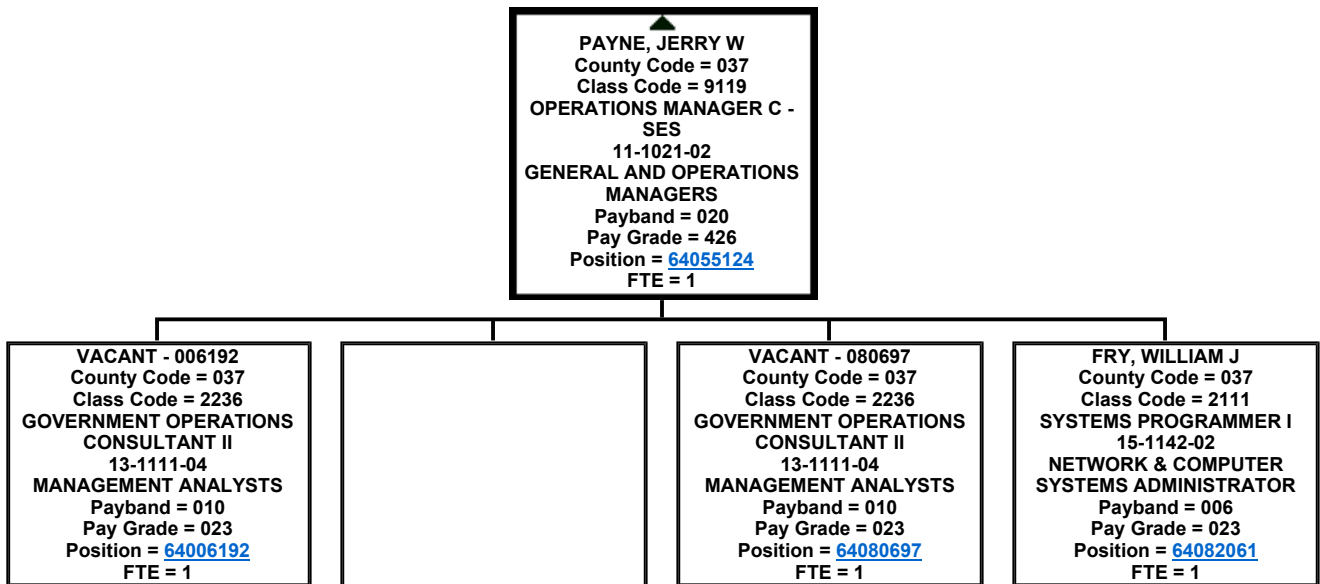 PAYNE, JERRY W
County Code = 037
Class Code = 9119
OPERATIONS MANAGER C -
SES
11-1021-02
GENERAL AND OPERATIONS
MANAGERS
Payband = 020
Pay Grade = 426
Position = 64055124
FTE = 1
VACANT - 006192
County Code = 037
Class Code = 2236
GOVERNMENT OPERATIONS
CONSULTANT II
13-1111-04
MANAGEMENT ANALYSTS
Payband = 010
Pay Grade = 023
Position = 64006192
FTE = 1
VACANT - 080697
County Code = 037
Class Code = 2236
GOVERNMENT OPERATIONS
CONSULTANT II
13-1111-04
MANAGEMENT ANALYSTS
Payband = 010
Pay Grade = 023
Position = 64080697
FTE = 1
FRY, WILLIAM J
County Code = 037
Class Code = 2111
SYSTEMS PROGRAMMER I
15-1142-02
NETWORK & COMPUTER
SYSTEMS ADMINISTRATOR
Payband = 006
Pay Grade = 023
Position = 64082061
FTE = 1